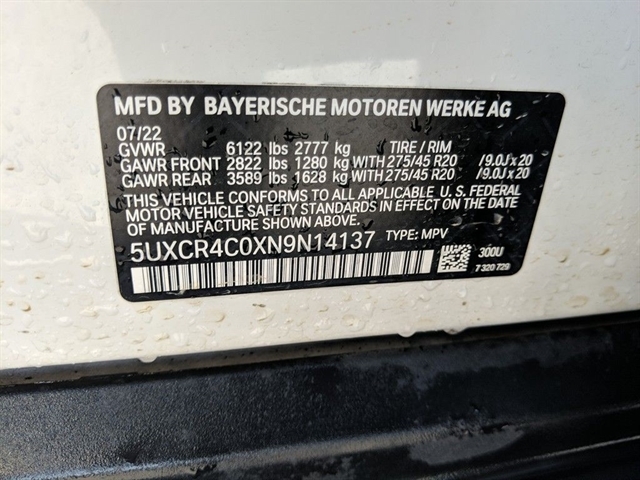 MFD BY BAYERISCHE MOTOREN WERKE AG
07/22
GVWR 6122 lbs 2777 kg TIRE / RIM
GAWR FRONT 2822 lbs 1280 kg WITH 275/45 R20 /9.0J x 20
GAWR REAR 3589 lbs 1628 kg WITH 275/45 R20 /9.0J x 20
THIS VEHICLE CONFORMS TO ALL APPLICABLE U.S. FEDERAL
MOTOR VEHICLE SAFETY STANDARDS IN EFFECT ON THE DATE
OF MANUFACTURE SHOWN ABOVE.
5UXCR4C0XN9N14137 TYPE: MPV
300U
7 320 729